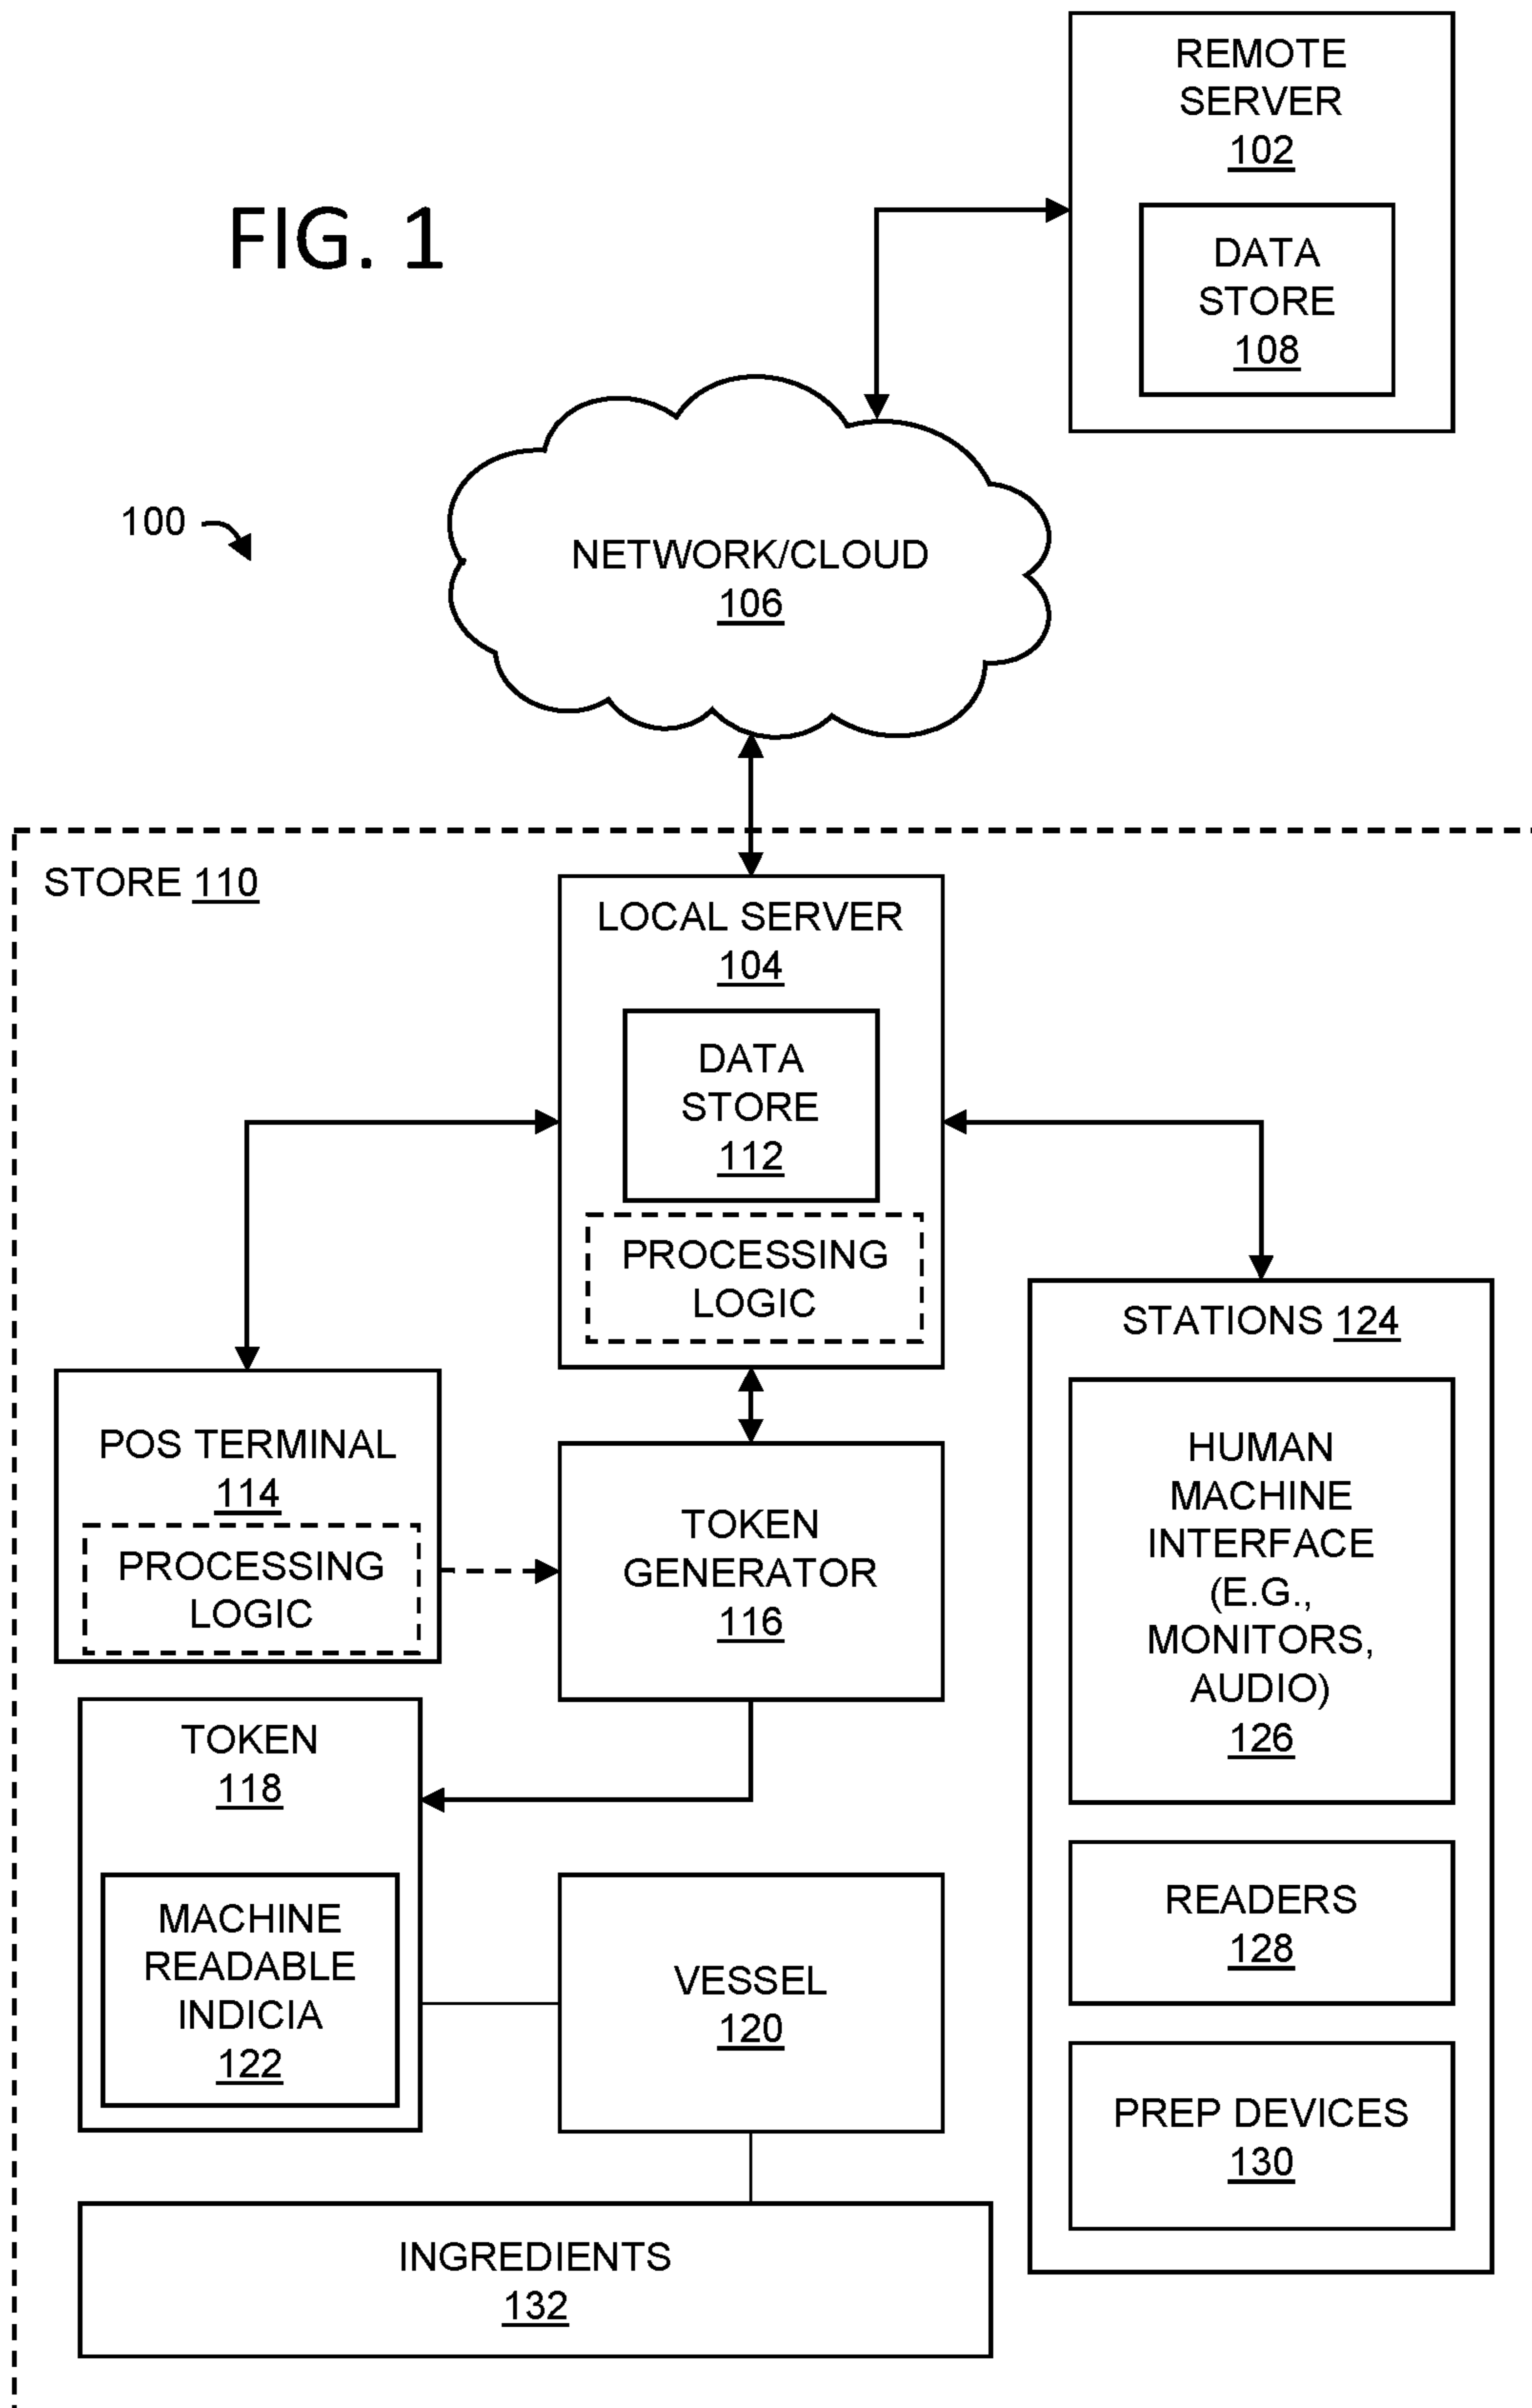 REMOTE
SERVER
102
DATA
STORE
108
FIG. 1
100
NETWORK/CLOUD
106
STORE 110
LOCAL SERVER
104
DATA
STORE
112
PROCESSING
LOGIC
POS TERMINAL
114
PROCESSING
LOGIC
TOKEN
GENERATOR
116
TOKEN
118
MACHINE
READABLE
INDICIA
122
VESSEL
120
INGREDIENTS
132
STATIONS 124
HUMAN
MACHINE
INTERFACE
(E.G.,
MONITORS,
AUDIO)
126
READERS
128
PREP DEVICES
130